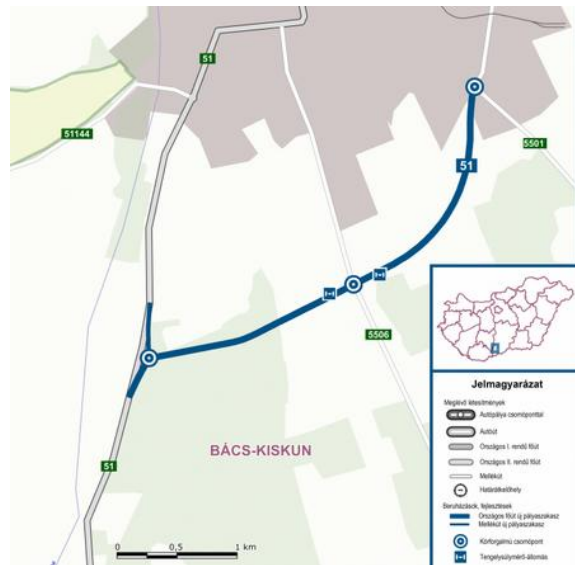 51
51144
5501
51
5506
BÁCS-KISKUN
51
0 0,5 1 km
Jelmagyarázat
Meglévő létesítmények
Autópálya csomóponttal
Autóút
Országos I. rendű főút
Országos II. rendű főút
Mellékút
Határátkelőhely
Beruházások, fejlesztések
Országos főút új pályaszakasz
Mellékút új pályaszakasz
Körforgalmú csomópont
Tengelysúlymérő-állomás